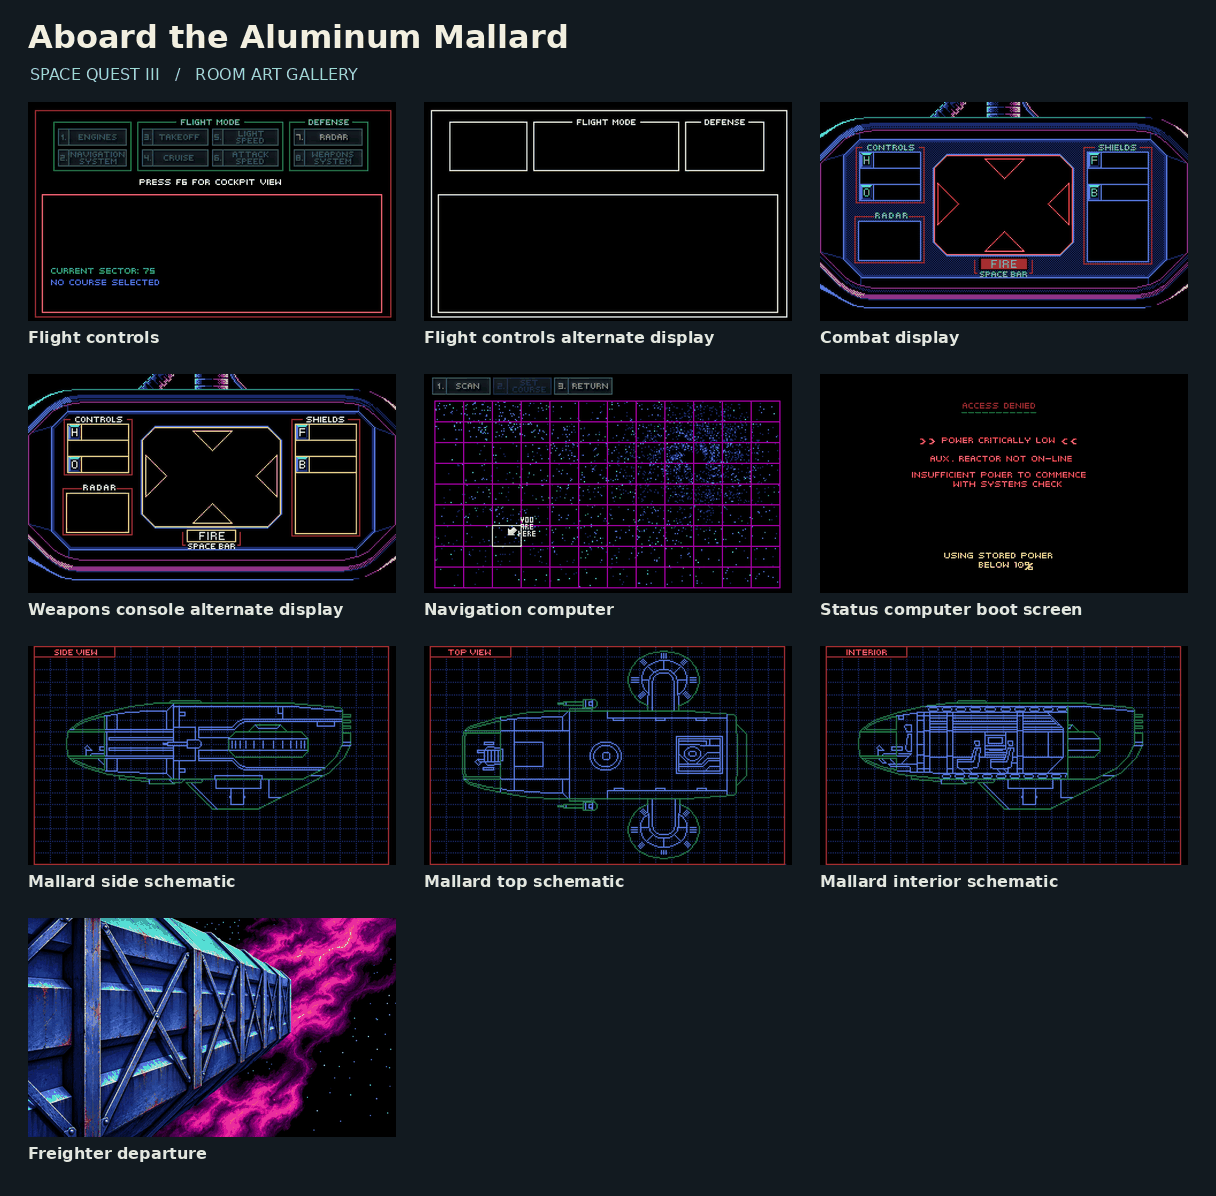 Aboard the Aluminum Mallard
SPACE QUEST III / ROOM ART GALLERY
FLIGHT MODE
DEFENSE
1. ENGINES
3. TAKEOFF
5. LIGHT SPEED
7. RADAR
2. NAVIGATION SYSTEM
4. CRUISE
6. ATTACK SPEED
8. WEAPONS SYSTEM
PRESS F6 FOR COCKPIT VIEW
CURRENT SECTOR: 75
NO COURSE SELECTED
Flight controls
FLIGHT MODE
DEFENSE
Flight controls alternate display
CONTROLS
SHIELDS
H
F
O
B
RADAR
FIRE
SPACE BAR
Combat display
CONTROLS
SHIELDS
H
F
O
B
RADAR
FIRE
SPACE BAR
Weapons console alternate display
1. SCAN
2. SET COURSE
3. RETURN
YOU
ARE
HERE
Navigation computer
ACCESS DENIED
>> POWER CRITICALLY LOW <<
AUX. REACTOR NOT ON-LINE
INSUFFICIENT POWER TO COMMENCE
WITH SYSTEMS CHECK
USING STORED POWER
BELOW 10%
Status computer boot screen
SIDE VIEW
Mallard side schematic
TOP VIEW
Mallard top schematic
INTERIOR
Mallard interior schematic
Freighter departure